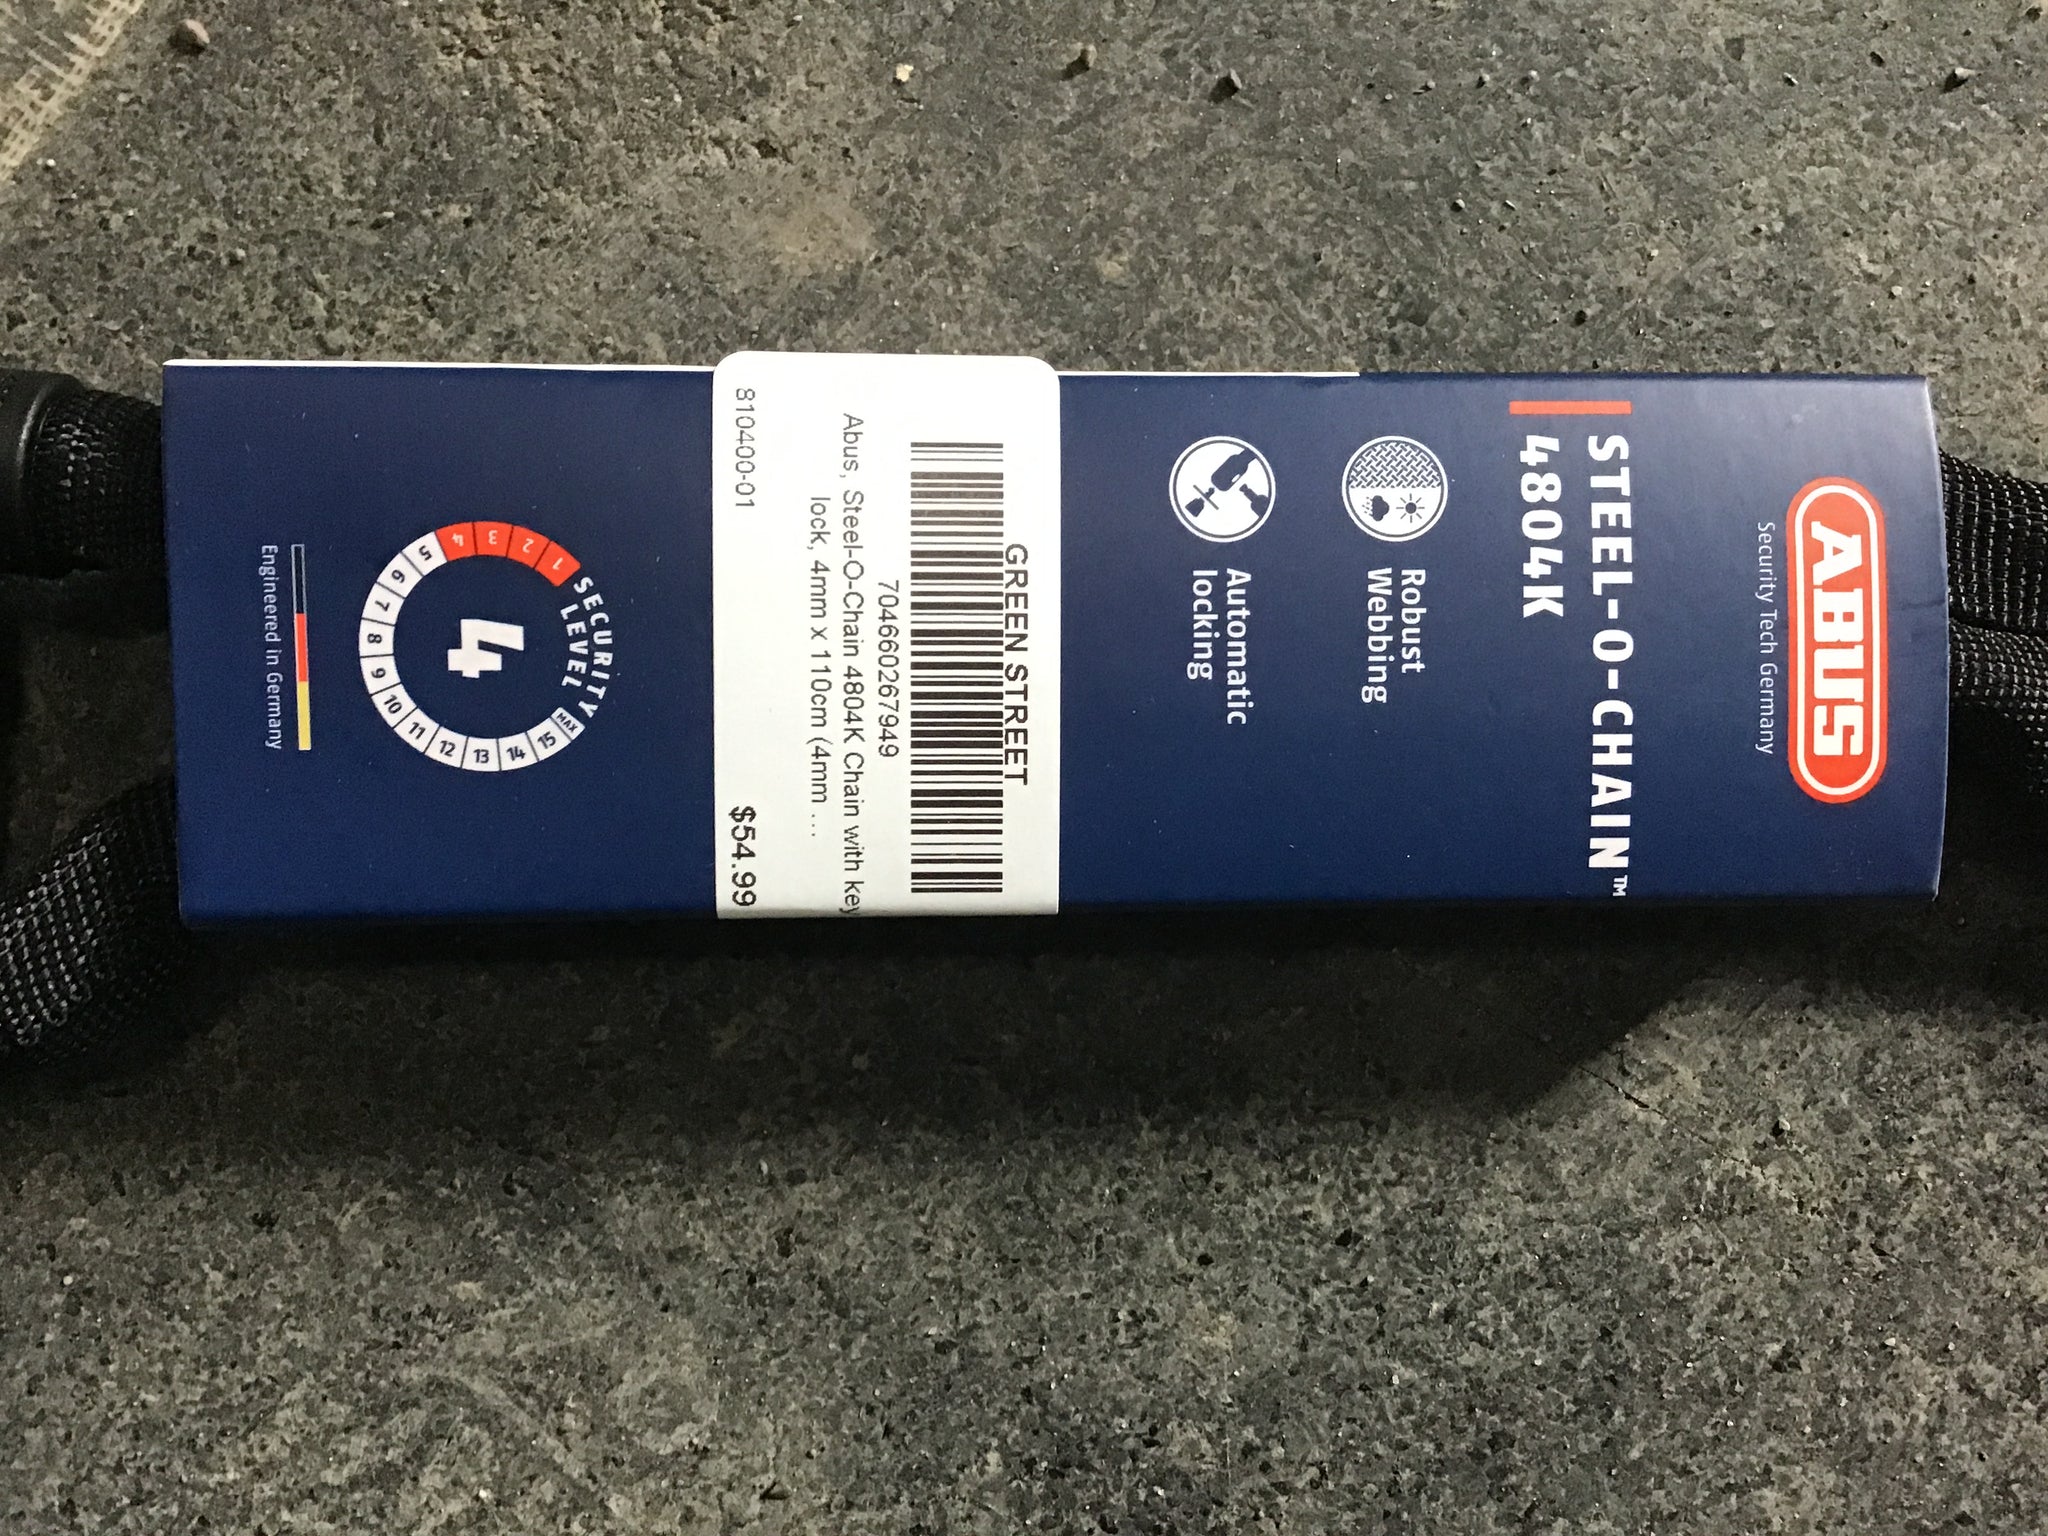 ABUS
Security Tech Germany
STEEL-O-CHAIN™
4804K
Robust
Webbing
Automatic
locking
GREEN STREET
704660267949
Abus, Steel-O-Chain 4804K Chain with key
lock, 4mm x 110cm (4mm ...
810400-01
$54.99
SECURITY
LEVEL
1 2 3 4 5 6 7 8 9 10 11 12 13 14 15 MAX
4
Engineered in Germany